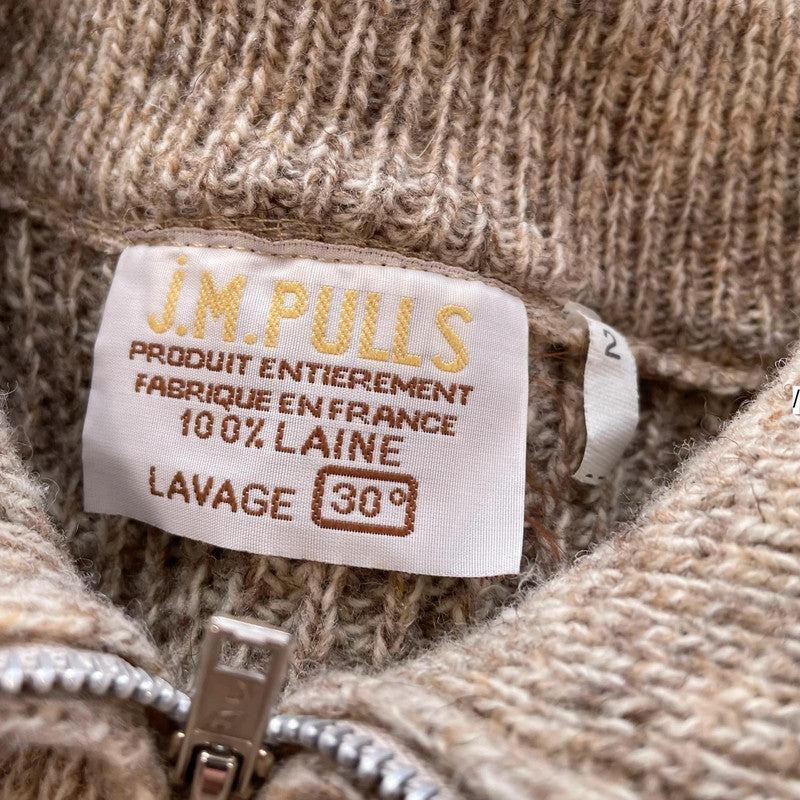 j.M.PULLS
PRODUIT ENTIEREMENT
FABRIQUE EN FRANCE
100% LAINE
LAVAGE 30°
2